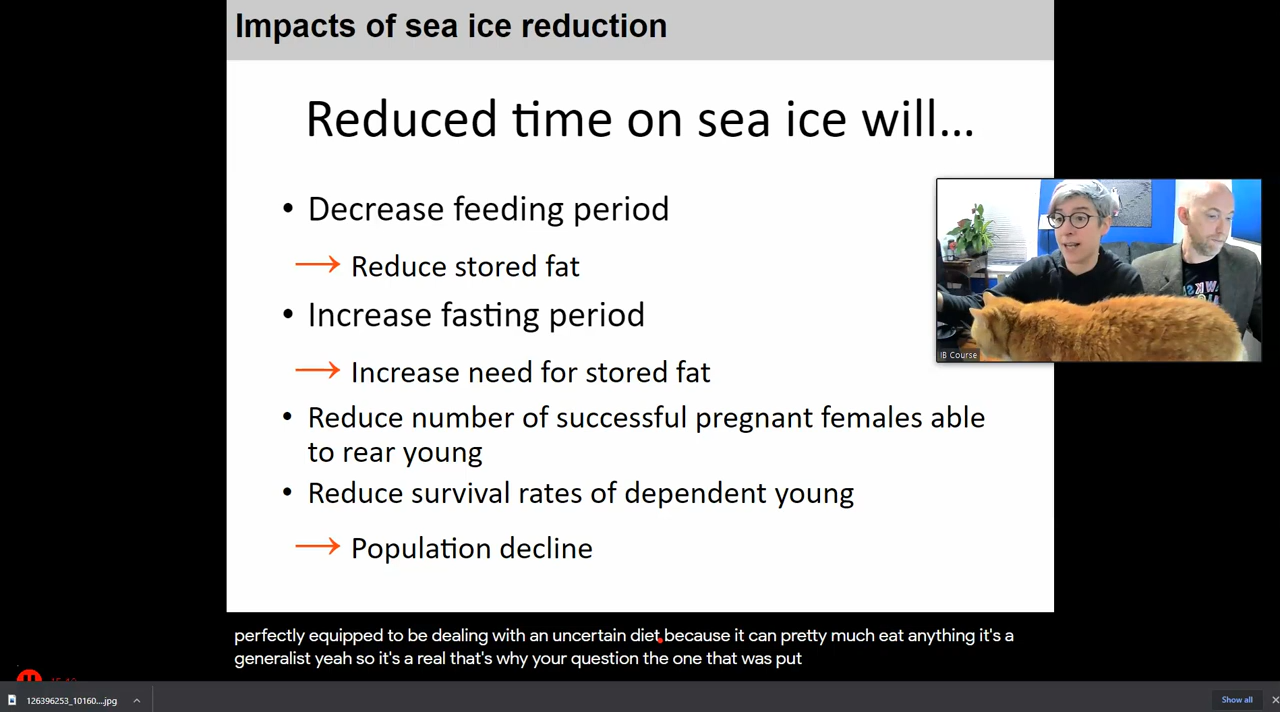 Impacts of sea ice reduction
Reduced time on sea ice will...
• Decrease feeding period
→ Reduce stored fat
• Increase fasting period
→ Increase need for stored fat
• Reduce number of successful pregnant females able
to rear young
• Reduce survival rates of dependent young
→ Population decline
IB Course
perfectly equipped to be dealing with an uncertain diet because it can pretty much eat anything it's a
generalist yeah so it's a real that's why your question the one that was put
126396253_10160....jpg
Show all